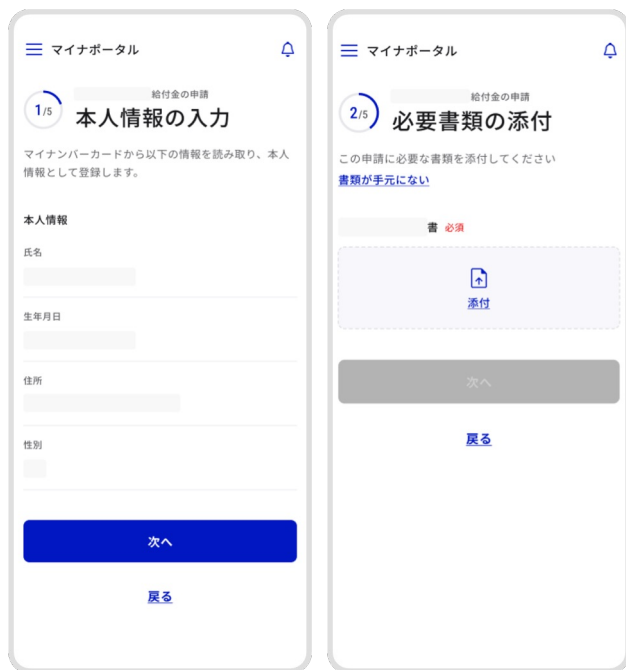 マイナポータル
1/5
給付金の申請
本人情報の入力
マイナンバーカードから以下の情報を読み取り、本人
情報として登録します。
本人情報
氏名
生年月日
住所
性別
次へ
戻る
マイナポータル
2/5
給付金の申請
必要書類の添付
この申請に必要な書類を添付してください
書類が手元にない
書 必須
添付
次へ
戻る